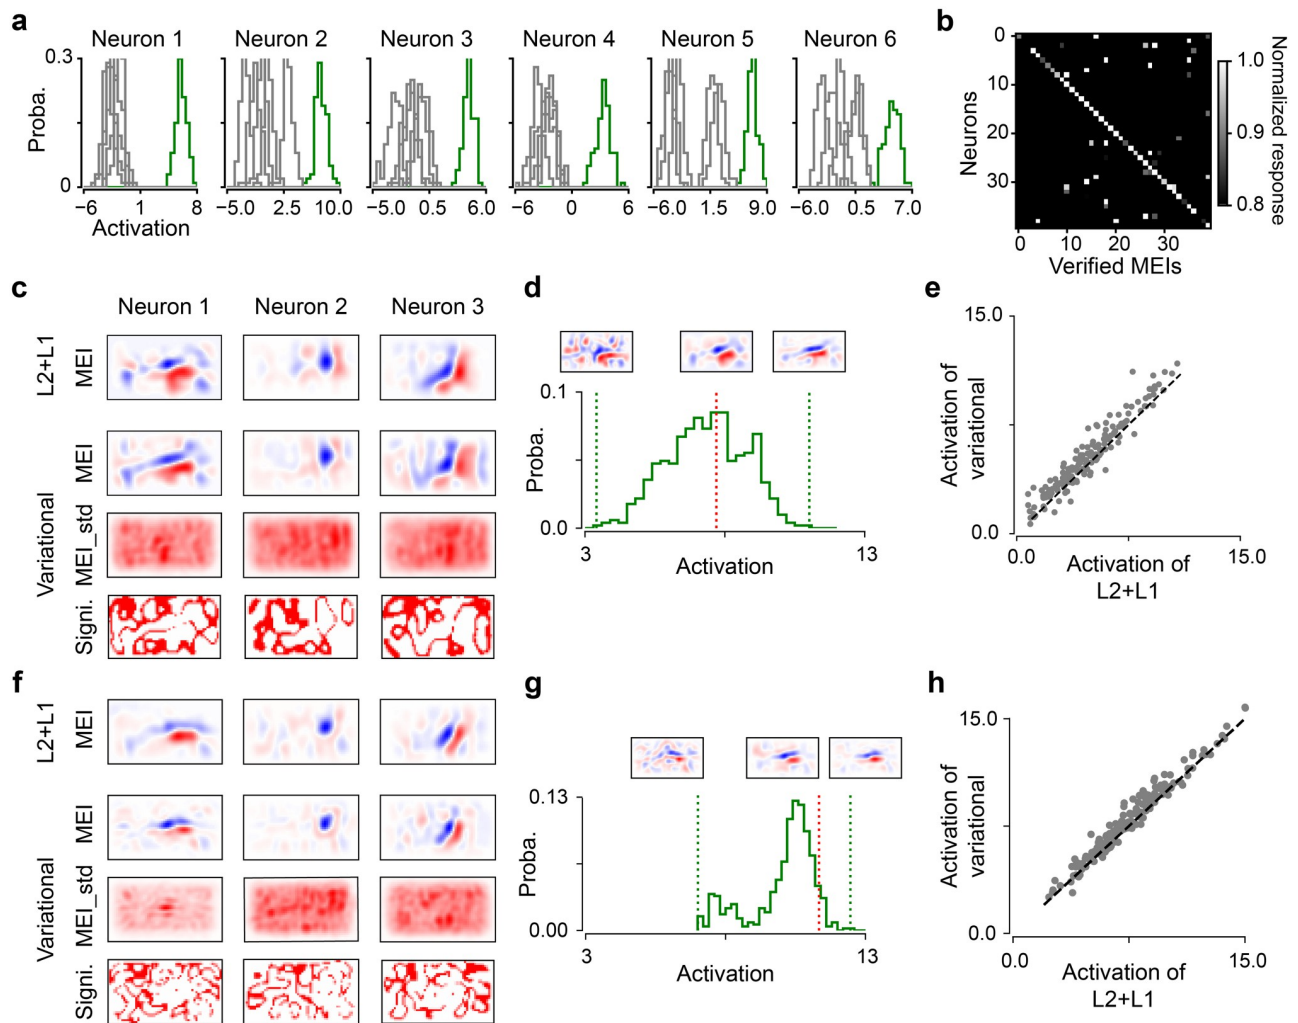 a
Neuron 1 Neuron 2 Neuron 3 Neuron 4 Neuron 5 Neuron 6
0.3
Proba.
0
−6 1 8 −5.0 2.5 10.0 −5.0 0.5 6.0 −6 0 6 −6.0 1.5 9.0 −6.0 0.5 7.0
Activation
b
0
10
20
30
Neurons
0 10 20 30
Verified MEIs
1.0
0.9
0.8
Normalized response
c
Neuron 1 Neuron 2 Neuron 3
L2+L1
MEI
Variational
MEI
MEI_std
Signi.
d
0.1
Proba.
0.0
3 13
Activation
e
15.0
Activation of
variational
0.0
0.0 15.0
Activation of
L2+L1
f
L2+L1
MEI
Variational
MEI
MEI_std
Signi.
g
0.13
Proba.
0.00
3 13
Activation
h
15.0
Activation of
variational
0.0
0.0 15.0
Activation of
L2+L1